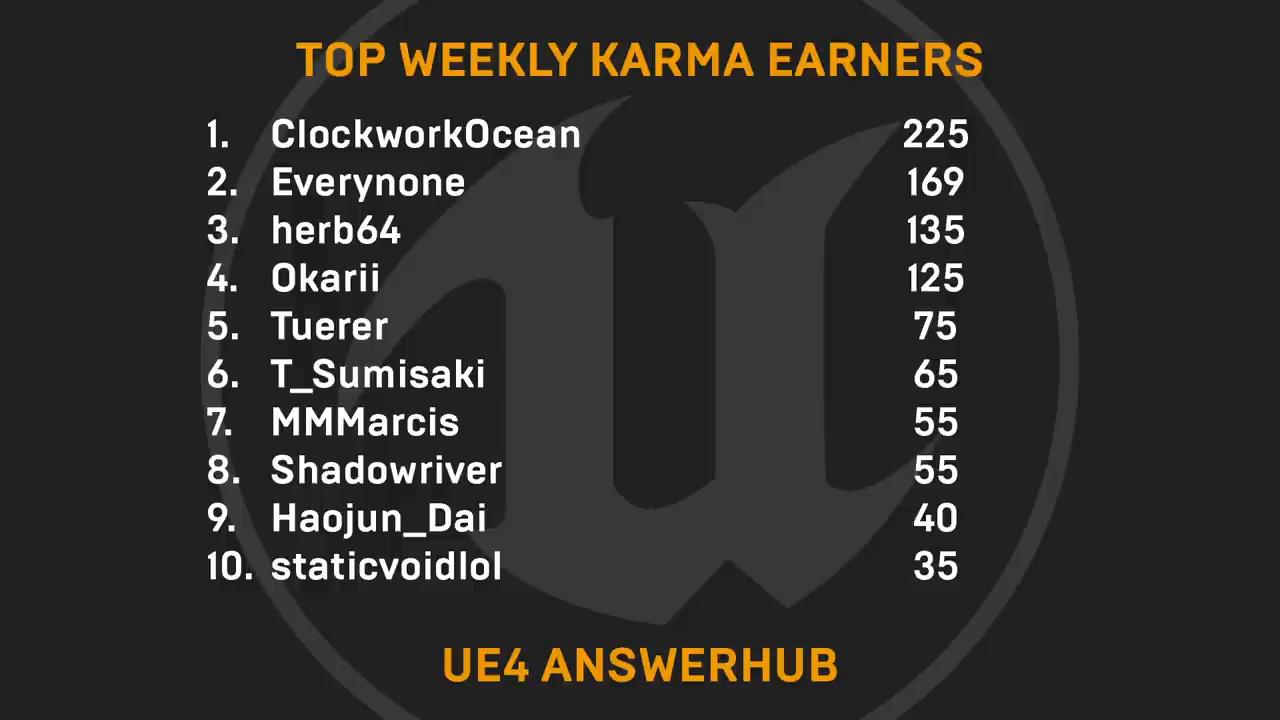 TOP WEEKLY KARMA EARNERS
1. ClockworkOcean 225
2. Everynone 169
3. herb64 135
4. Okarii 125
5. Tuerer 75
6. T_Sumisaki 65
7. MMMarcis 55
8. Shadowriver 55
9. Haojun_Dai 40
10. staticvoidlol 35
UE4 ANSWERHUB